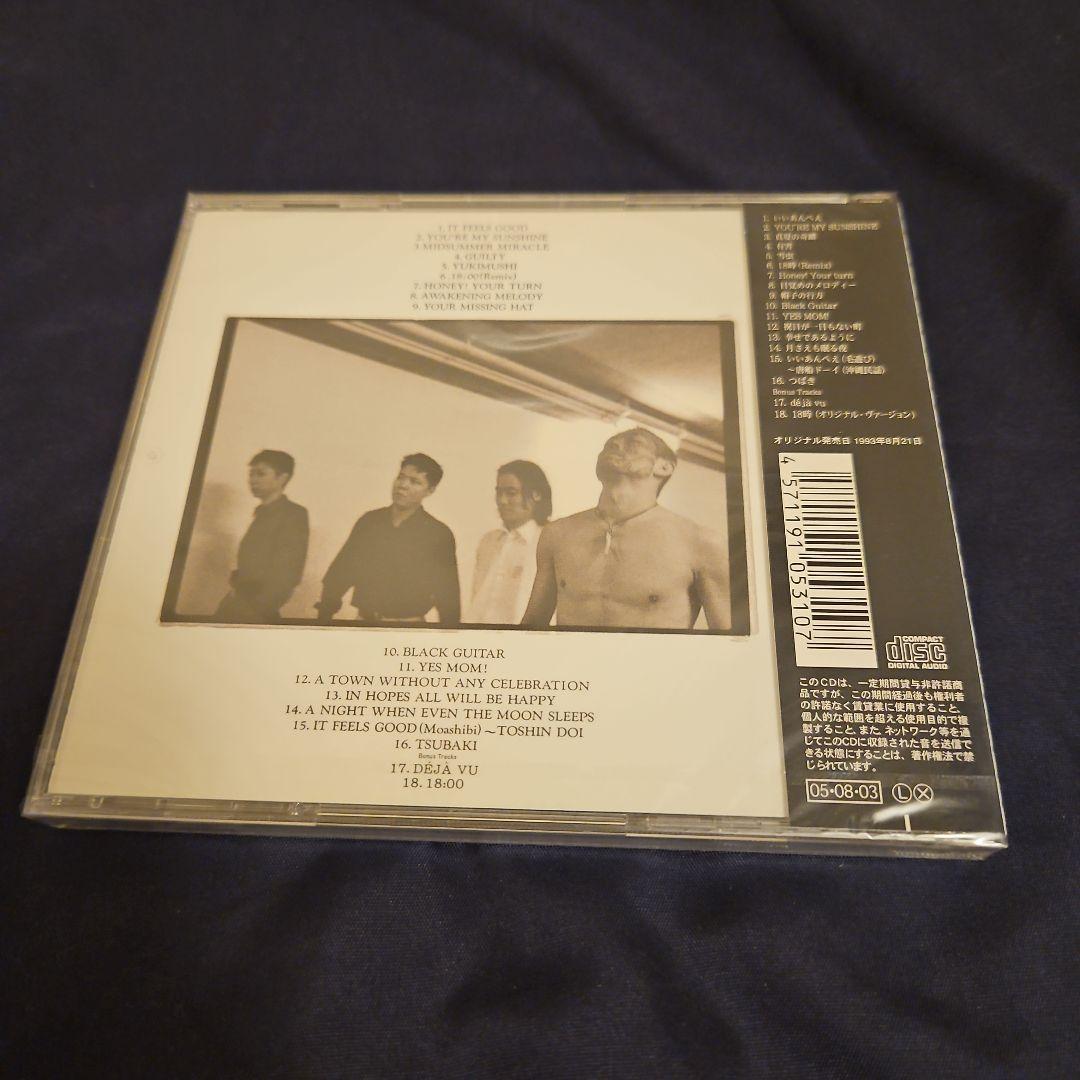 1. IT FEELS GOOD
2. YOU'RE MY SUNSHINE
3. MIDSUMMER MIRACLE
4. GUILTY
5. YUKIMUSHI
6. 18:00(Remix)
7. HONEY! YOUR TURN
8. AWAKENING MELODY
9. YOUR MISSING HAT
10. BLACK GUITAR
11. YES MOM!
12. A TOWN WITHOUT ANY CELEBRATION
13. IN HOPES ALL WILL BE HAPPY
14. A NIGHT WHEN EVEN THE MOON SLEEPS
15. IT FEELS GOOD(Moashibi)~TOSHIN DOI
16. TSUBAKI
Bonus Tracks
17. DÉJÀ VU
18. 18:00
1. いいあんべえ
2. YOU'RE MY SUNSHINE
3. 真夏の奇蹟
4. 有罪
5. 雪虫
6. 18時(Remix)
7. Honey! Your turn
8. 目覚めのメロディー
9. 帽子の行方
10. Black Guitar
11. YES MOM!
12. 祝日が一日もない町
13. 幸せであるように
14. 月さえも眠る夜
15. いいあんべえ(毛遊び)
〜唐船ドーイ(沖縄民謡)
16. つばき
Bonus Tracks
17. déjà vu
18. 18時(オリジナル・ヴァージョン)
オリジナル発売日 1993年8月21日
4 571191 053107
COMPACT
disc
DIGITAL AUDIO
このCDは、一定期間貸与非許諾商
品ですが、この期間経過後も権利者
の許諾なく賃貸業に使用すること、
個人的な範囲を超える使用目的で複
製すること、また、ネットワーク等を通
じてこのCDに収録された音を送信で
きる状態にすることは、著作権法で禁
じられています。
05・08・03 Ⓛ ⓧ